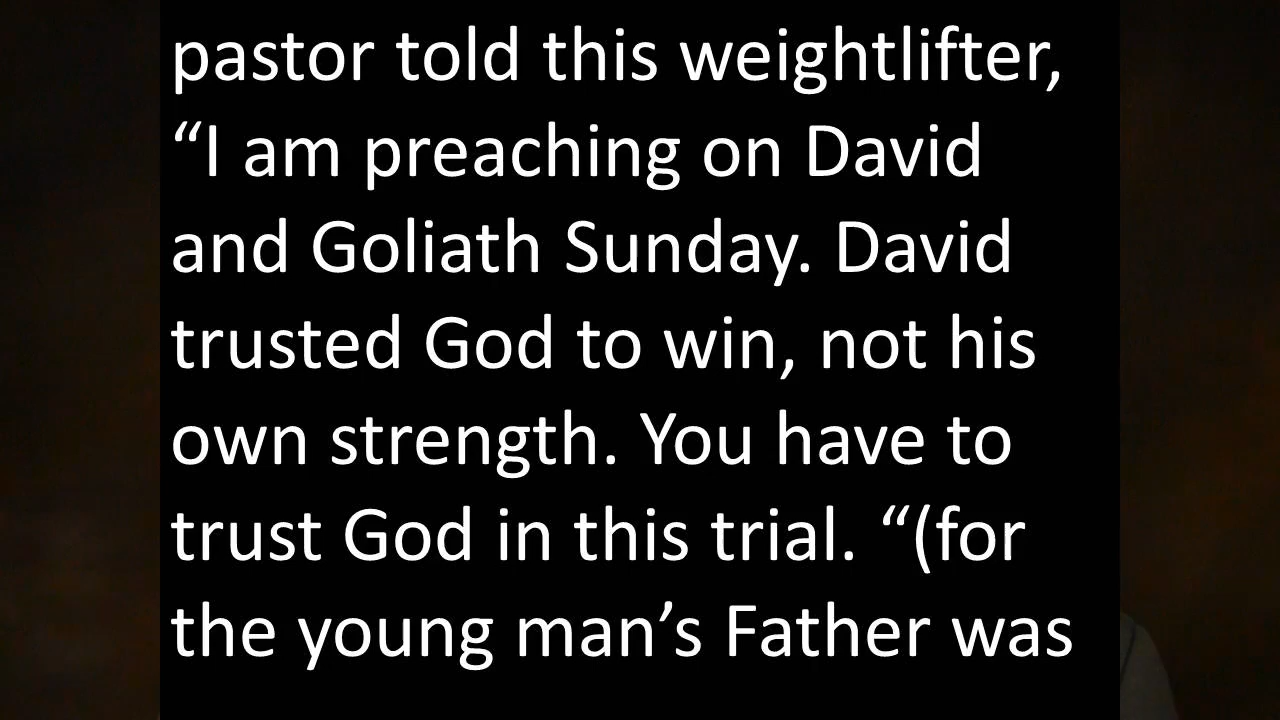 pastor told this weightlifter,
“I am preaching on David
and Goliath Sunday. David
trusted God to win, not his
own strength. You have to
trust God in this trial. “(for
the young man’s Father was